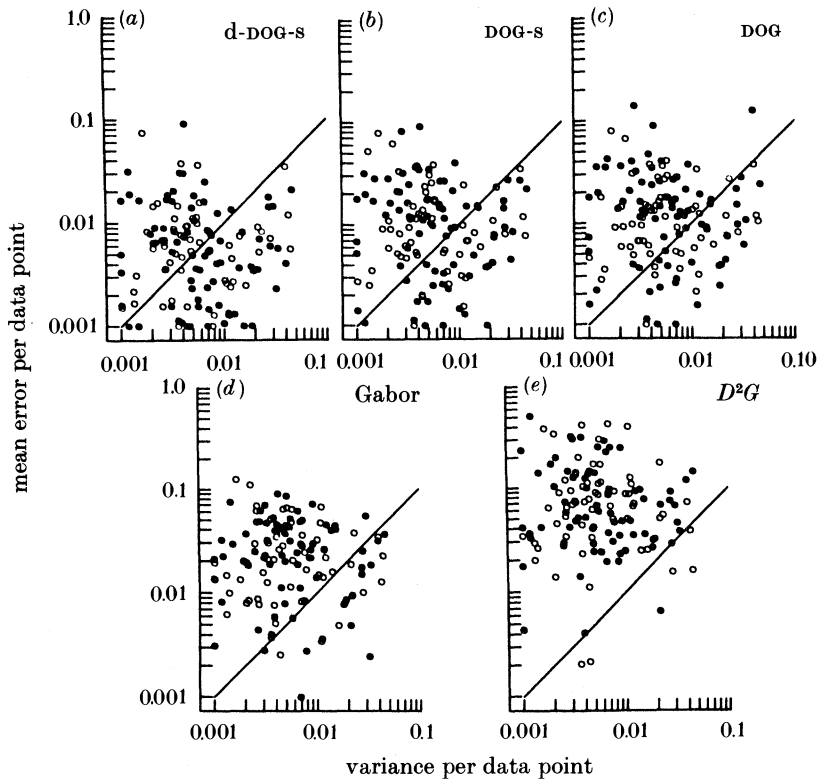 1.0 (a) d-DOG-S (b) DOG-S (c) DOG
0.1
0.01
0.001
0.001 0.01 0.1 0.001 0.01 0.1 0.001 0.01 0.10
mean error per data point
1.0 (d) Gabor (e) D²G
0.1
0.01
0.001
0.001 0.01 0.1 0.001 0.01 0.1
variance per data point